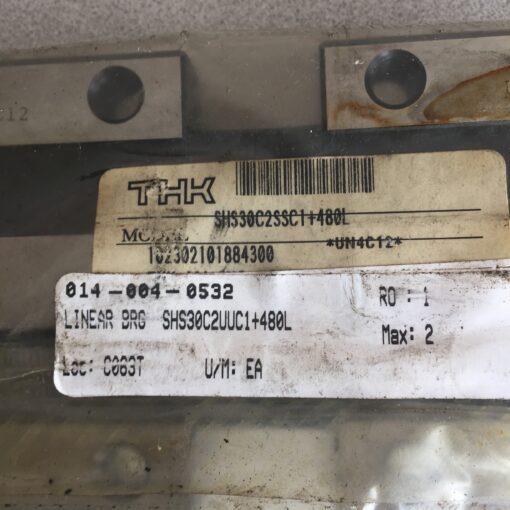 C12
THK
SHS30C2SSC1+480L
MODEL
*UN4C12*
102302101884300
014-004-0532
RO : 1
LINEAR BRG SHS30C2UUC1+480L
Max: 2
Loc: C083T
U/M: EA